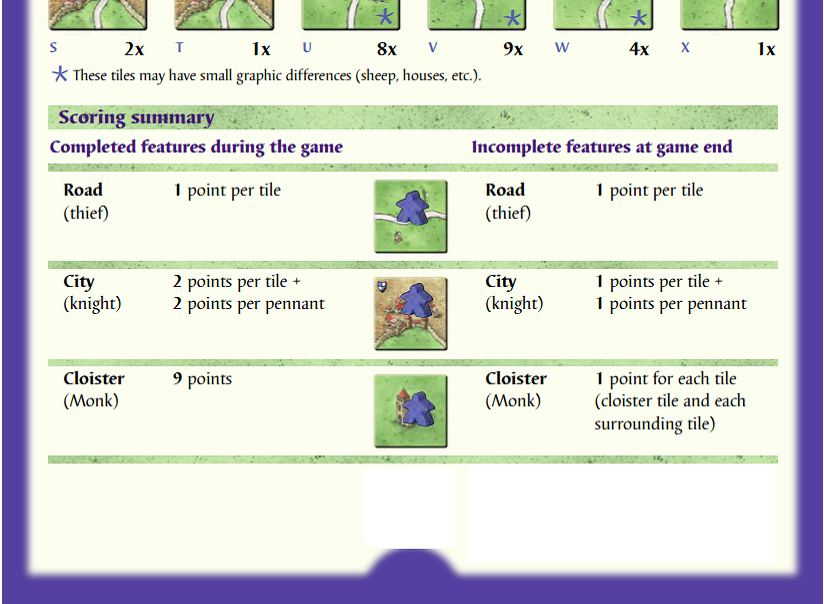 S 2x T 1x U 8x V 9x W 4x X 1x
* These tiles may have small graphic differences (sheep, houses, etc.).
Scoring summary
Completed features during the game
Incomplete features at game end
Road 1 point per tile
(thief)
Road 1 point per tile
(thief)
City 2 points per tile +
(knight) 2 points per pennant
City 1 points per tile +
(knight) 1 points per pennant
Cloister 9 points
(Monk)
Cloister 1 point for each tile
(Monk) (cloister tile and each
surrounding tile)